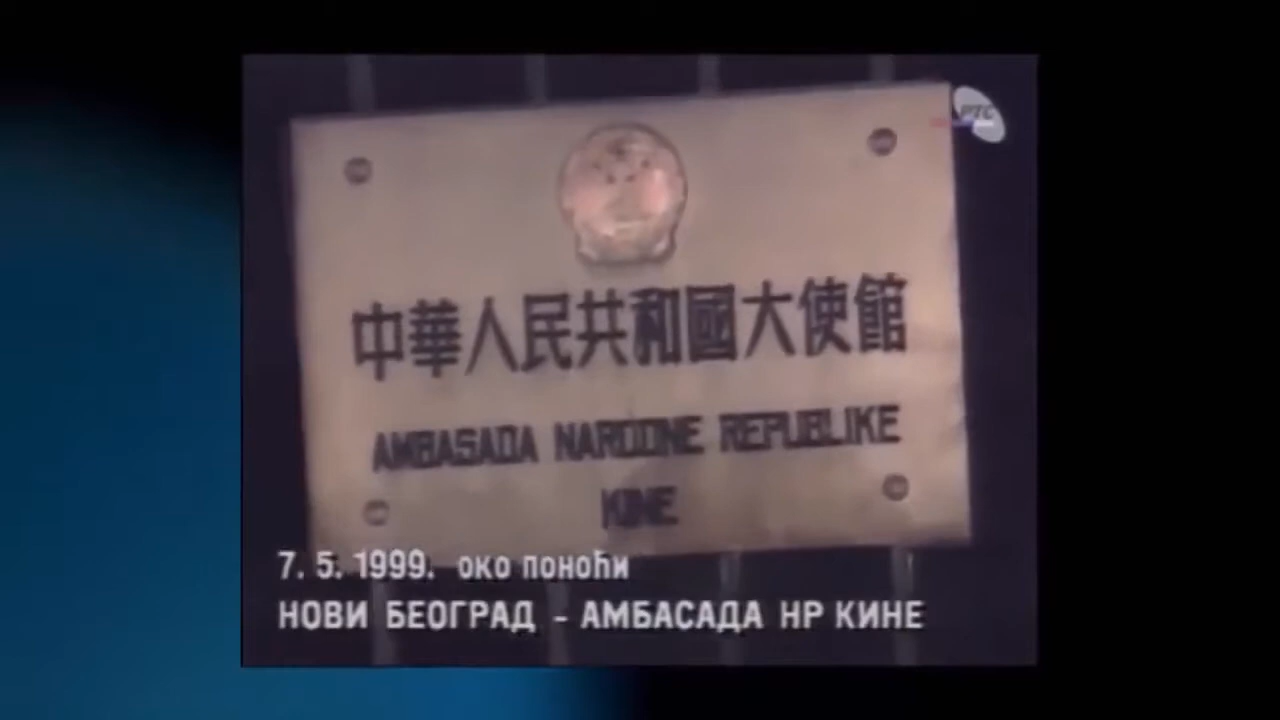 РТС
中華人民共和國大使館
AMBASADA NARODNE REPUBLIKE
KINE
7. 5. 1999. око поноћи
НОВИ БЕОГРАД - АМБАСАДА НР КИНЕ